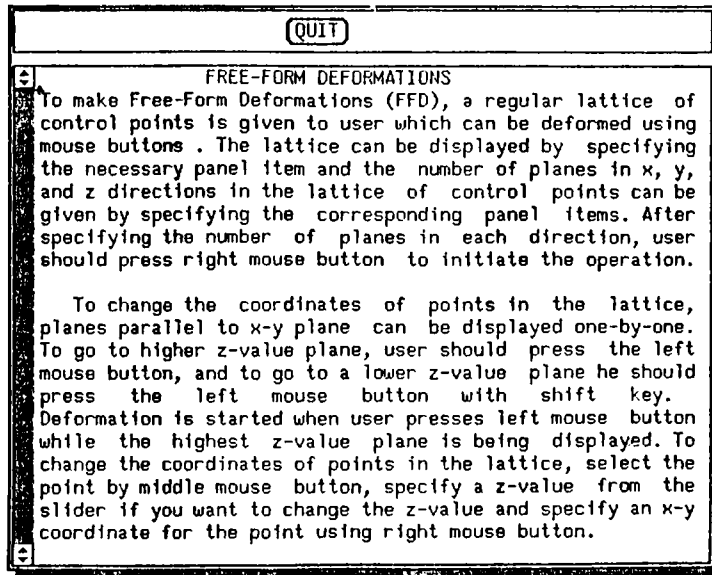 QUIT
FREE-FORM DEFORMATIONS
To make Free-Form Deformations (FFD), a regular lattice of
control points is given to user which can be deformed using
mouse buttons . The lattice can be displayed by specifying
the necessary panel item and the number of planes in x, y,
and z directions in the lattice of control points can be
given by specifying the corresponding panel items. After
specifying the number of planes in each direction, user
should press right mouse button to initiate the operation.
To change the coordinates of points in the lattice,
planes parallel to x-y plane can be displayed one-by-one.
To go to higher z-value plane, user should press the left
mouse button, and to go to a lower z-value plane he should
press the left mouse button with shift key.
Deformation is started when user presses left mouse button
while the highest z-value plane is being displayed. To
change the coordinates of points in the lattice, select the
point by middle mouse button, specify a z-value from the
slider if you want to change the z-value and specify an x-y
coordinate for the point using right mouse button.